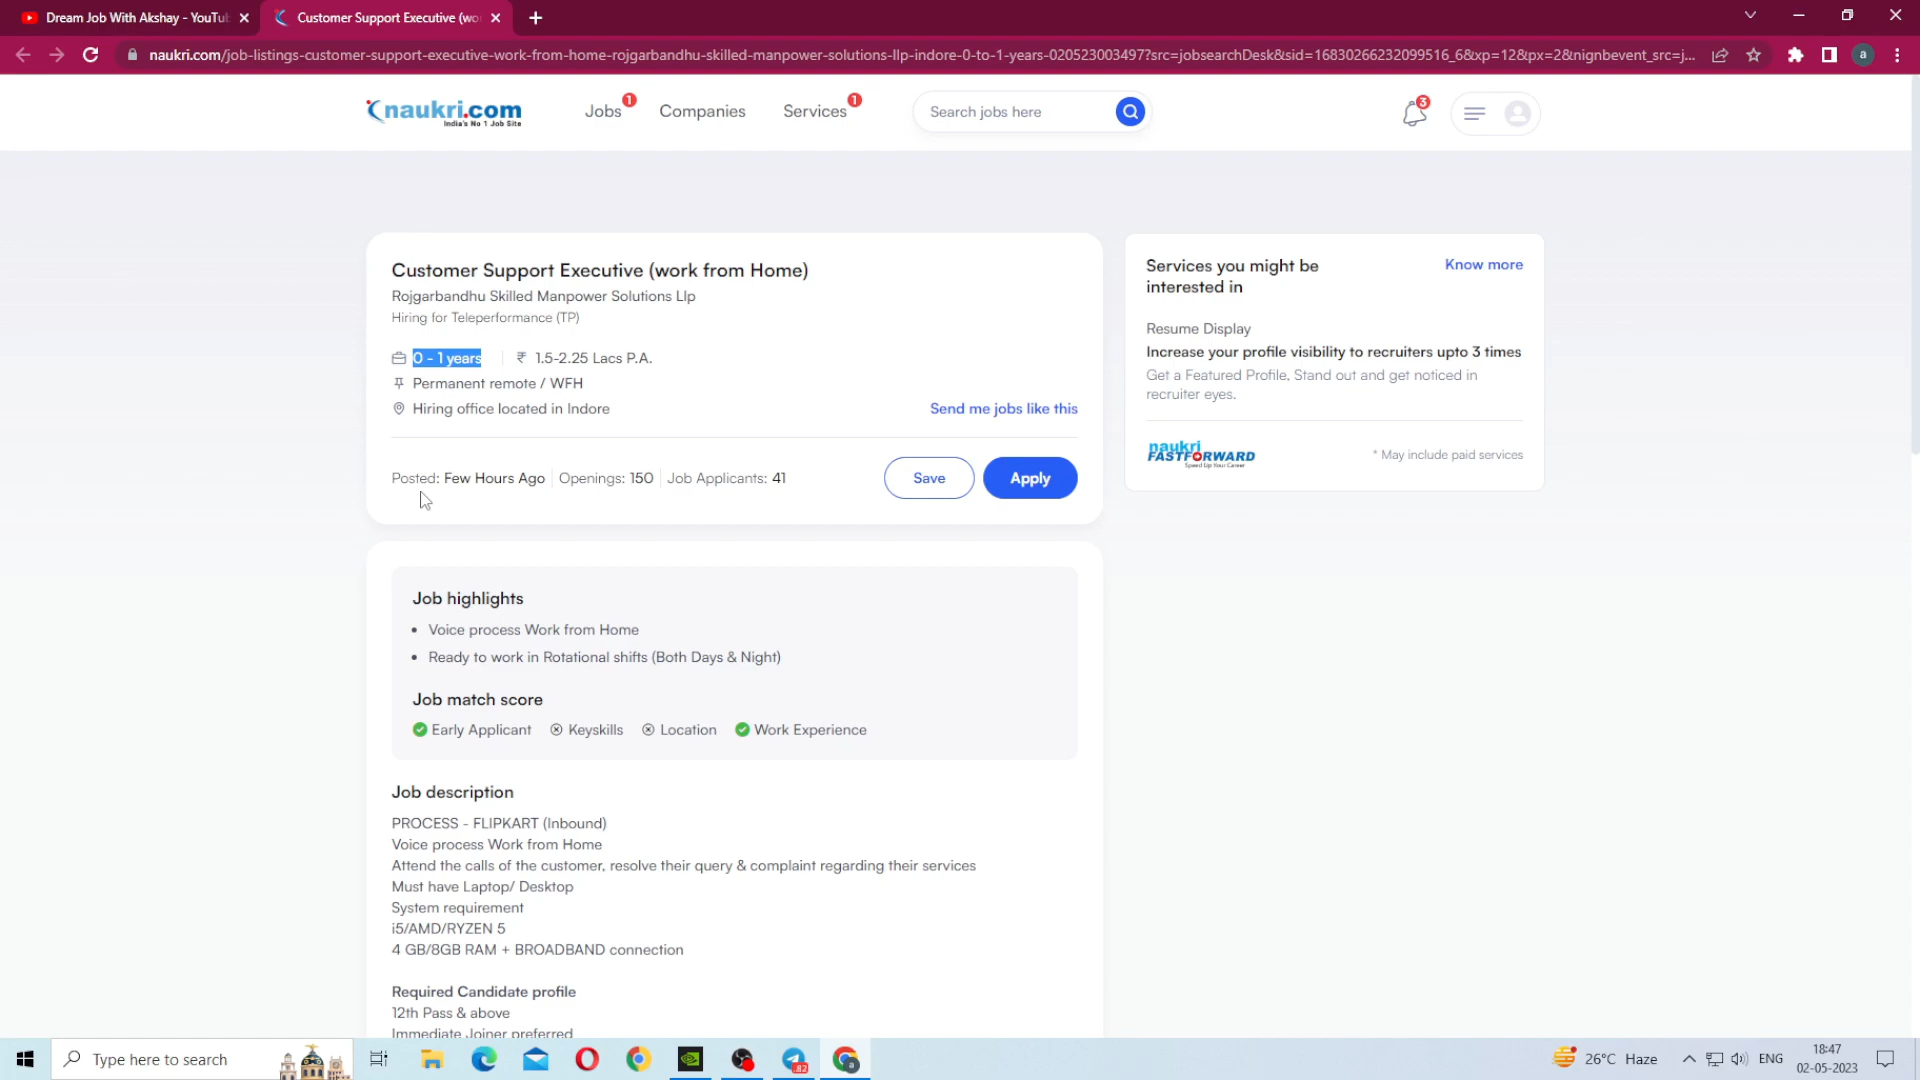 Dream Job With Akshay - YouTu
Customer Support Executive (wo
naukri.com/job-listings-customer-support-executive-work-from-home-rojgarbandhu-skilled-manpower-solutions-llp-indore-0-to-1-years-020523003497?src=jobsearchDesk&sid=16830266232099516_6&xp=12&px=2&nignbevent_src=j...
a
naukri.com
India's No 1 Job Site
Jobs 1
Companies
Services 1
Search jobs here
3
Customer Support Executive (work from Home)
Rojgarbandhu Skilled Manpower Solutions Llp
Hiring for Teleperformance (TP)
0 - 1 years
₹ 1.5-2.25 Lacs P.A.
Permanent remote / WFH
Hiring office located in Indore
Send me jobs like this
Posted: Few Hours Ago
Openings: 150
Job Applicants: 41
Save
Apply
Services you might be
interested in
Know more
Resume Display
Increase your profile visibility to recruiters upto 3 times
Get a Featured Profile, Stand out and get noticed in
recruiter eyes.
naukri
FASTFORWARD
Speed Up Your Career
* May include paid services
Job highlights
• Voice process Work from Home
• Ready to work in Rotational shifts (Both Days & Night)
Job match score
Early Applicant
Keyskills
Location
Work Experience
Job description
PROCESS - FLIPKART (Inbound)
Voice process Work from Home
Attend the calls of the customer, resolve their query & complaint regarding their services
Must have Laptop/ Desktop
System requirement
i5/AMD/RYZEN 5
4 GB/8GB RAM + BROADBAND connection
Required Candidate profile
12th Pass & above
Immediate Joiner preferred
Type here to search
82
a
26°C Haze
ENG
18:47
02-05-2023